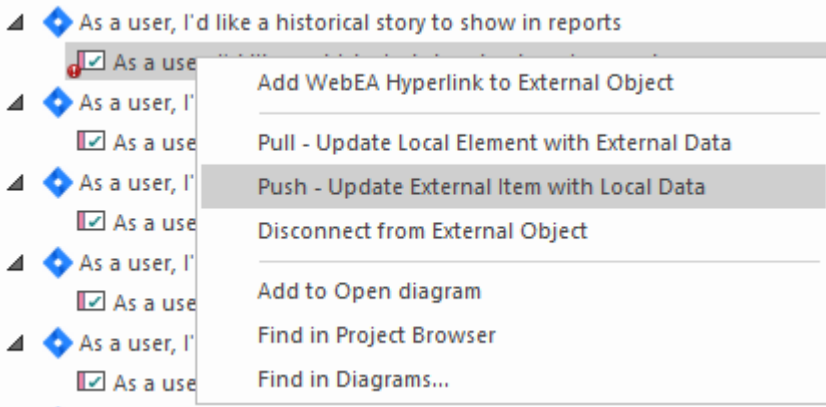 As a user, I'd like a historical story to show in reports
As a use
Add WebEA Hyperlink to External Object
As a user, I'
As a use
Pull - Update Local Element with External Data
As a user, I'
Push - Update External Item with Local Data
As a use
Disconnect from External Object
As a user, I'
Add to Open diagram
As a use
Find in Project Browser
As a user, I'
Find in Diagrams...
As a use